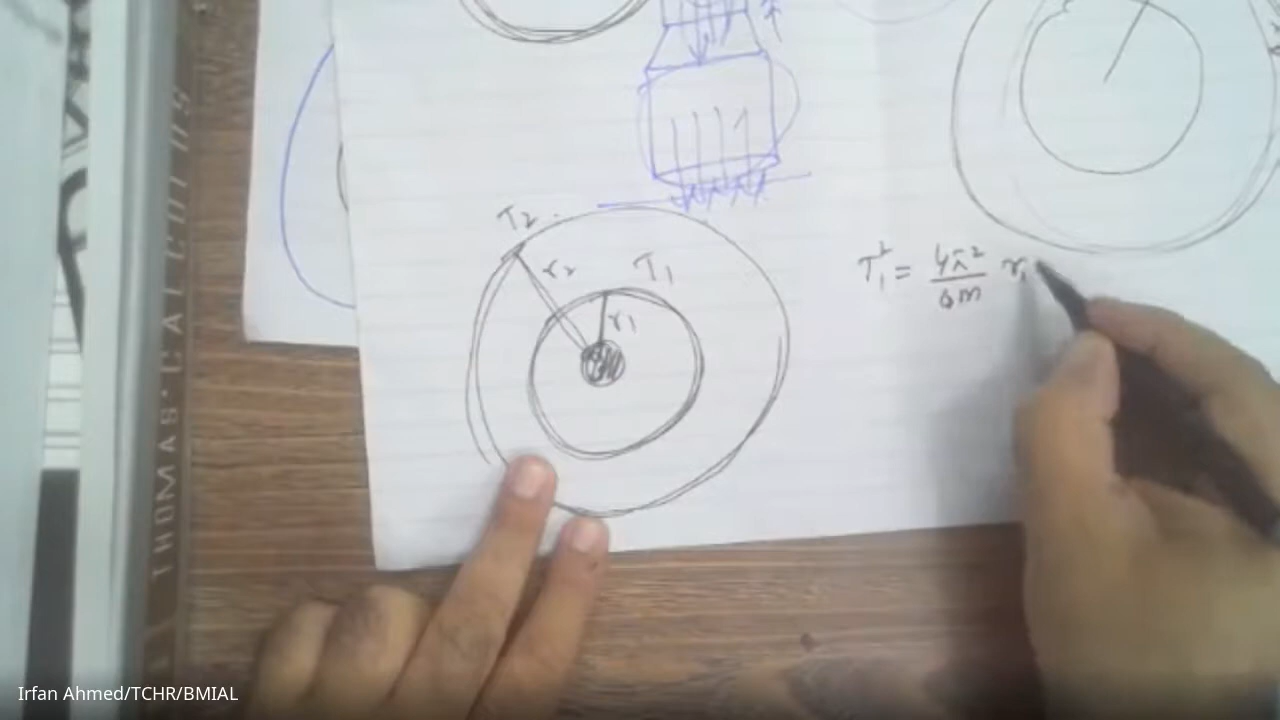 T₂
r₂
T₁
r₁
T₁² = 4π²/Gm r₁
THOMAS' CALCULUS
Irfan Ahmed/TCHR/BMIAL